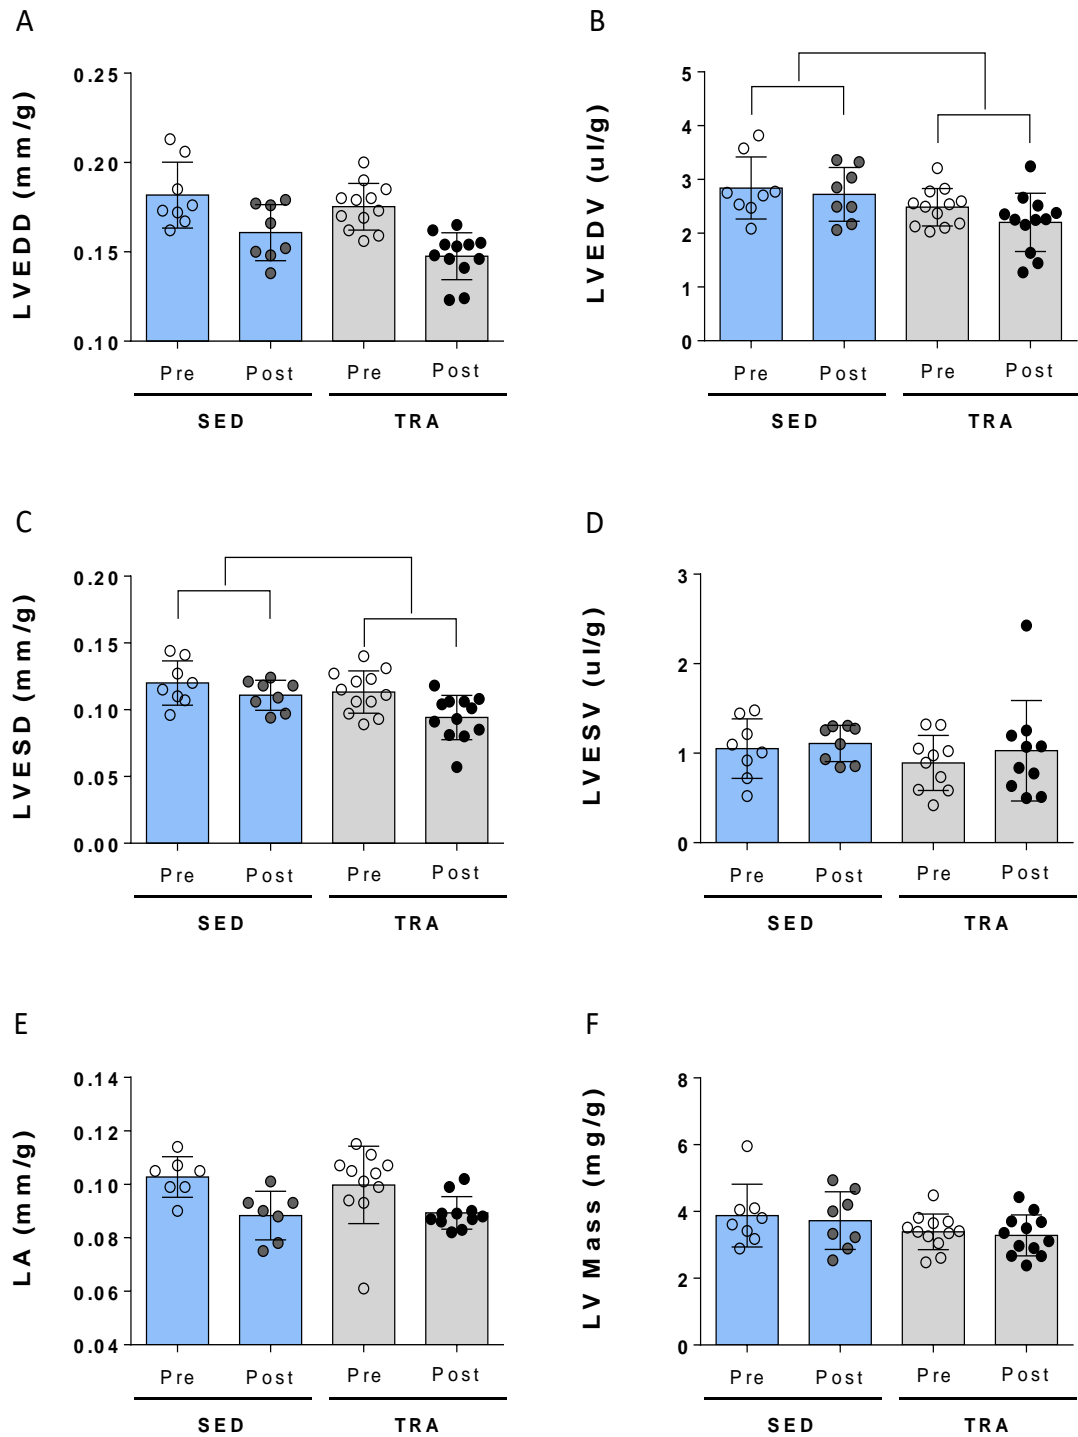 A
LVEDD (mm/g)
0.25
0.20
0.15
0.10
Pre Post Pre Post
SED TRA
B
LVEDV (ul/g)
5
4
3
2
1
0
Pre Post Pre Post
SED TRA
C
LVESD (mm/g)
0.20
0.15
0.10
0.05
0.00
Pre Post Pre Post
SED TRA
D
LVESV (ul/g)
3
2
1
0
Pre Post Pre Post
SED TRA
E
LA (mm/g)
0.14
0.12
0.10
0.08
0.06
0.04
Pre Post Pre Post
SED TRA
F
LV Mass (mg/g)
8
6
4
2
0
Pre Post Pre Post
SED TRA